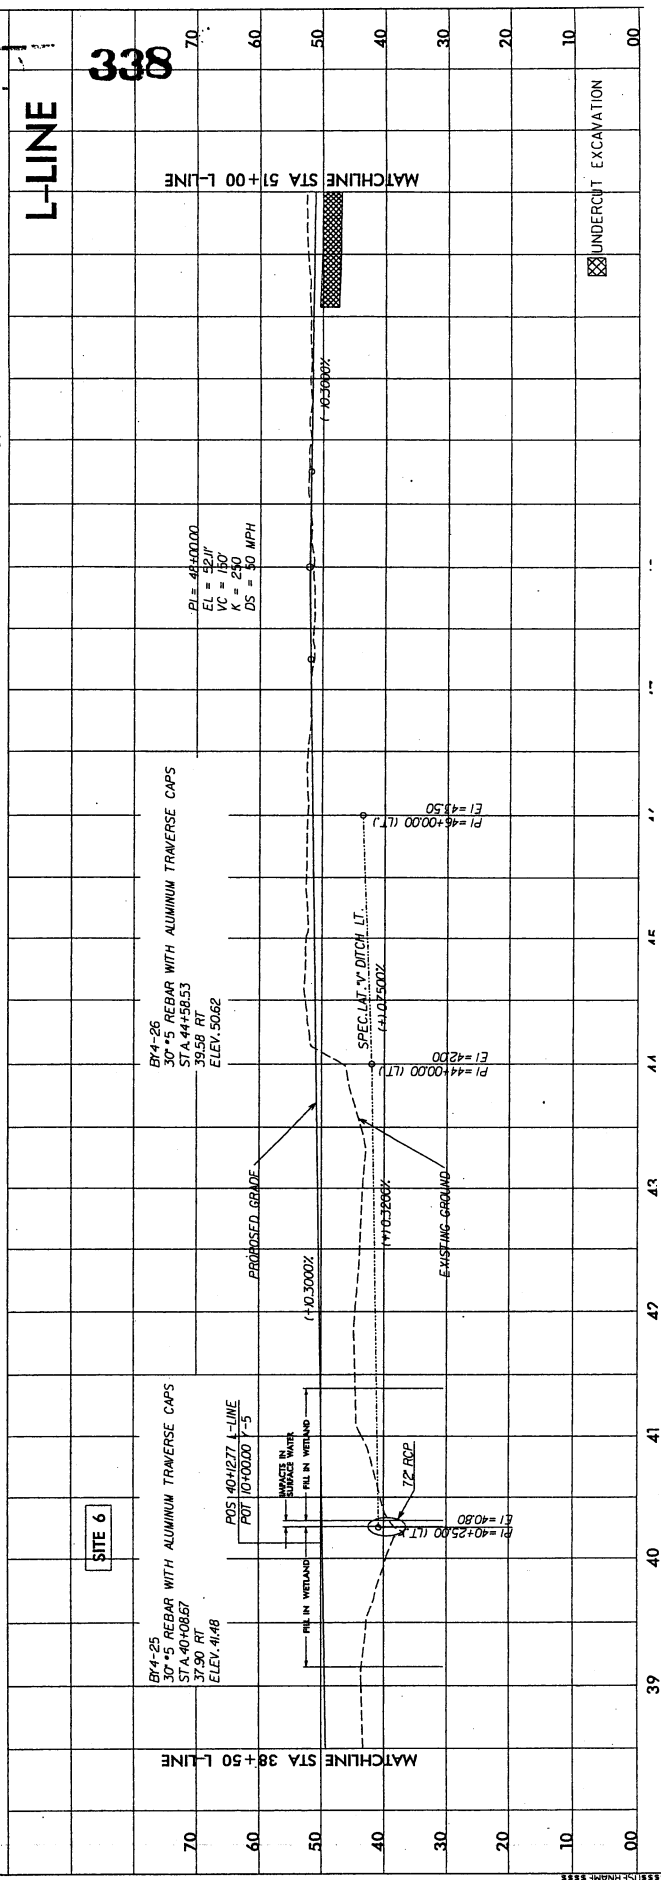 338
L-LINE
70
60
50
40
30
20
10
00
MATCHLINE STA 51+00 L-LINE
UNDERCUT EXCAVATION
(-)0.3000%
PI = 48+00.00
EL = 52.11'
VC = 150'
K = 250
DS = 50 MPH
BY4-26
30" #5 REBAR WITH ALUMINUM TRAVERSE CAPS
STA.44+58.53
39.58 RT
ELEV.50.62
PI=46+00.00 (LT.)
El=43.50
SPEC.LAT."V" DITCH LT.
(+)0.7500%
PI=44+00.00 (LT.)
El=42.00
PROPOSED GRADE
EXISTING GROUND
(+)0.3200%
(+)0.3000%
SITE 6
BY4-25
30" #5 REBAR WITH ALUMINUM TRAVERSE CAPS
STA.40+08.67
37.90 RT
ELEV.41.48
POS 40+12.77 L-LINE
POT 10+00.00 Y-5
IMPACTS IN
SURFACE WATER
FILL IN WETLAND
FILL IN WETLAND
72" RCP
PI=40+25.00 (LT.)
El=40.80
MATCHLINE STA 38+50 L-LINE
70
60
50
40
30
20
10
00
39
40
41
42
43
44
45